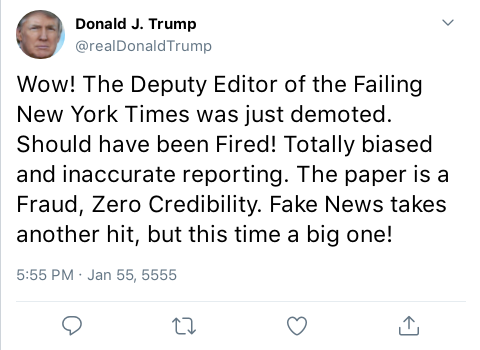 Donald J. Trump
@realDonaldTrump
Wow! The Deputy Editor of the Failing
New York Times was just demoted.
Should have been Fired! Totally biased
and inaccurate reporting. The paper is a
Fraud, Zero Credibility. Fake News takes
another hit, but this time a big one!
5:55 PM · Jan 55, 5555